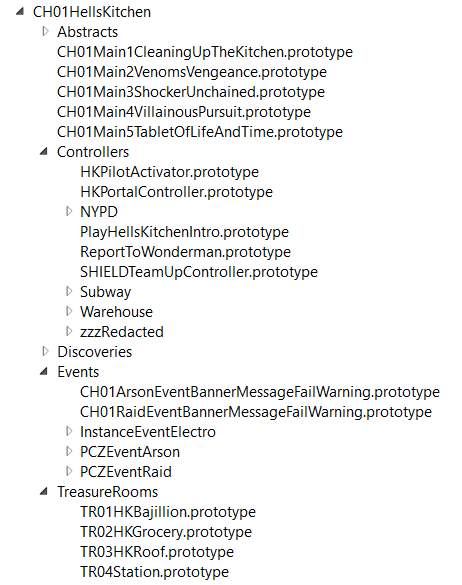 CH01HellsKitchen
Abstracts
CH01Main1CleaningUpTheKitchen.prototype
CH01Main2VenomsVengeance.prototype
CH01Main3ShockerUnchained.prototype
CH01Main4VillainousPursuit.prototype
CH01Main5TabletOfLifeAndTime.prototype
Controllers
HKPilotActivator.prototype
HKPortalController.prototype
NYPD
PlayHellsKitchenIntro.prototype
ReportToWonderman.prototype
SHIELDTeamUpController.prototype
Subway
Warehouse
zzzRedacted
Discoveries
Events
CH01ArsonEventBannerMessageFailWarning.prototype
CH01RaidEventBannerMessageFailWarning.prototype
InstanceEventElectro
PCZEventArson
PCZEventRaid
TreasureRooms
TR01HKBajillion.prototype
TR02HKGrocery.prototype
TR03HKRoof.prototype
TR04Station.prototype